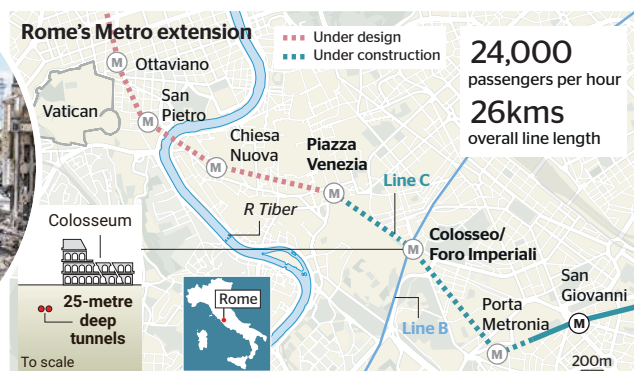 Rome's Metro extension
Under design
Under construction
24,000
passengers per hour
26kms
overall line length
M
Ottaviano
Vatican
San
Pietro
M
Chiesa
Nuova
M
Piazza
Venezia
M
Line C
R Tiber
Colosseum
Colosseo/
Foro Imperiali
M
25-metre
deep
tunnels
To scale
Rome
Line B
Porta
Metronia
M
San
Giovanni
M
200m